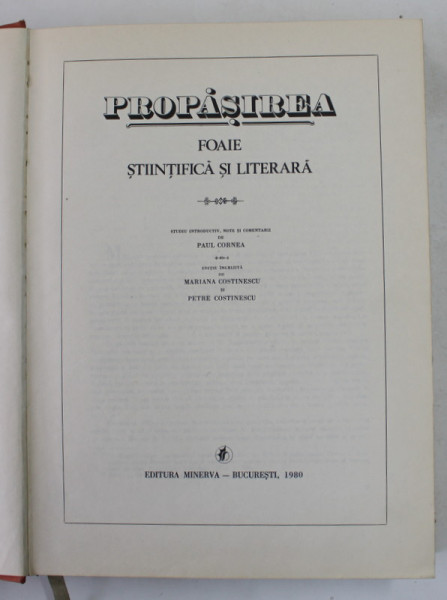 PROPĂȘIREA
FOAIE
ȘTIINȚIFICĂ ȘI LITERARĂ
STUDIU INTRODUCTIV, NOTE ȘI COMENTARII
DE
PAUL CORNEA
EDIȚIE ÎNGRIJITĂ
DE
MARIANA COSTINESCU
ȘI
PETRE COSTINESCU
EDITURA MINERVA — BUCUREȘTI, 1980